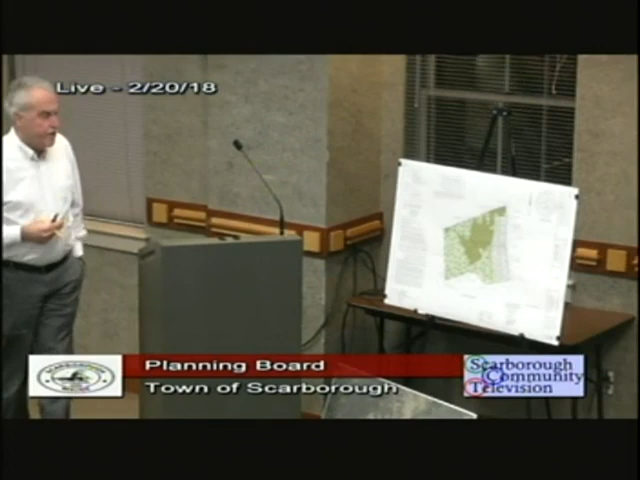 Live - 2/20/18
Planning Board
Town of Scarborough
Scarborough
Community
Television